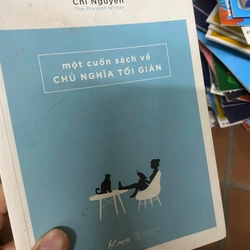 Chi Nguyễn
The Present Writer
một cuốn sách về
CHỦ NGHĨA TỐI GIẢN